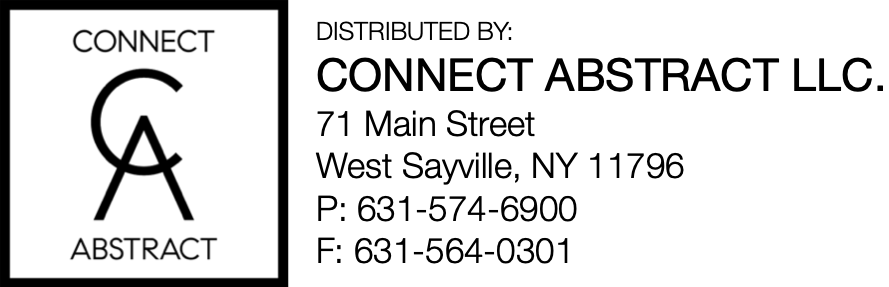 CONNECT
CA
ABSTRACT
DISTRIBUTED BY:
CONNECT ABSTRACT LLC.
71 Main Street
West Sayville, NY 11796
P: 631-574-6900
F: 631-564-0301